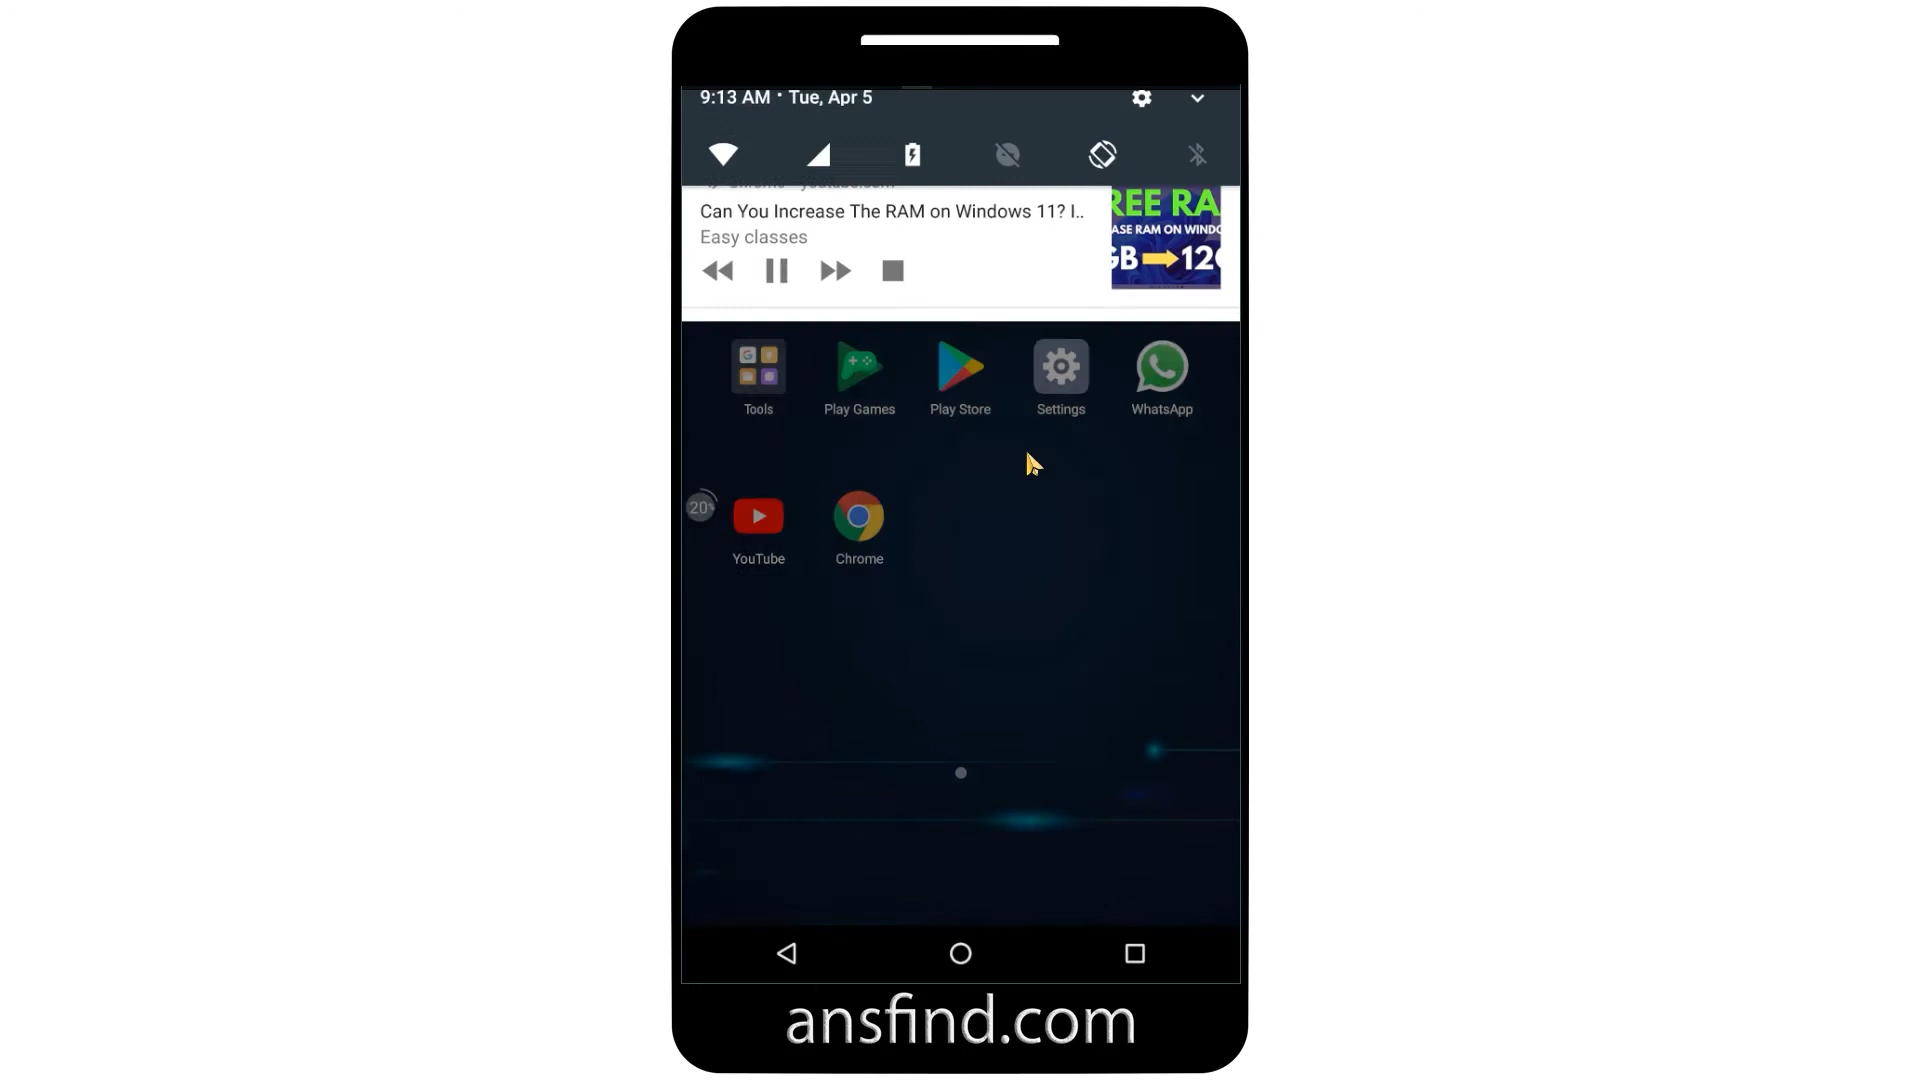 9:13 AM · Tue, Apr 5
Can You Increase The RAM on Windows 11? I..
Easy classes
REE RA
ASE RAM ON WINDO
GB 120
Tools
Play Games
Play Store
Settings
WhatsApp
20%
YouTube
Chrome
ansfind.com